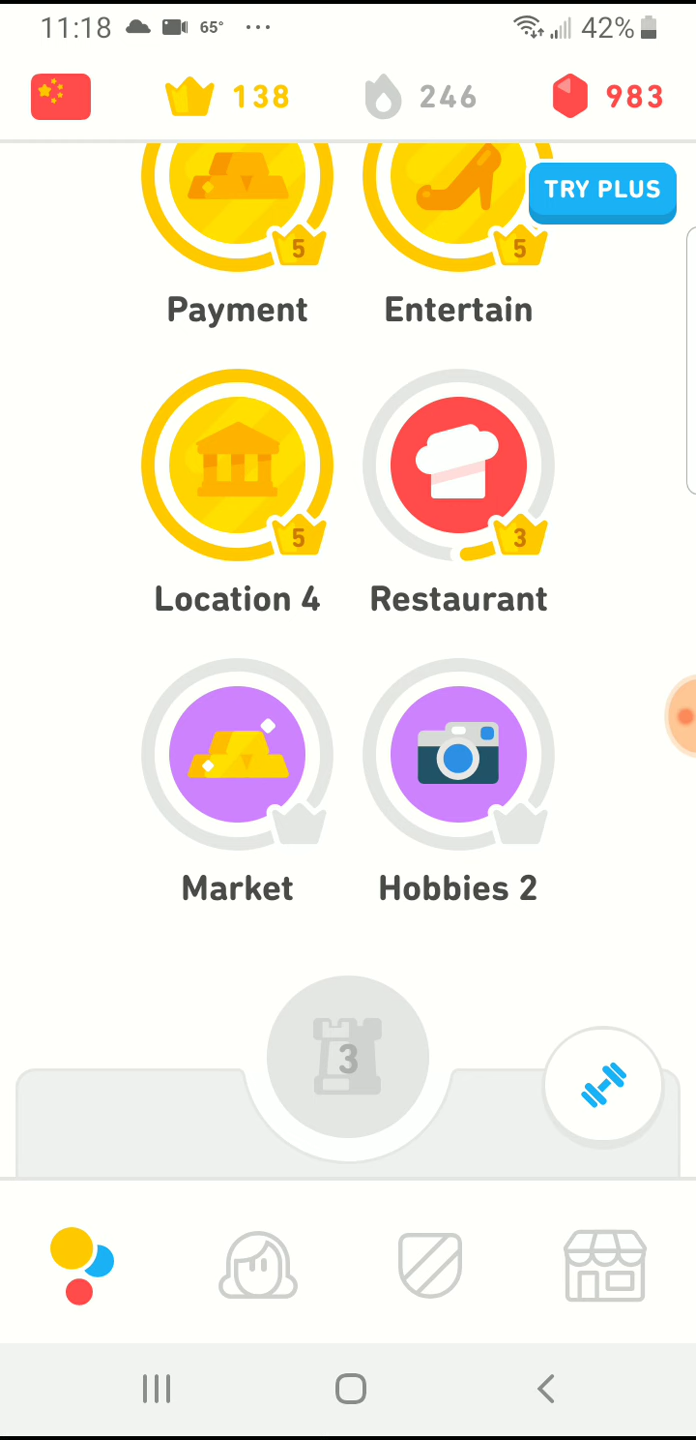 11:18 65° ... 42%
138 246 983
TRY PLUS
5 5
Payment Entertain
5 3
Location 4 Restaurant
Market Hobbies 2
3